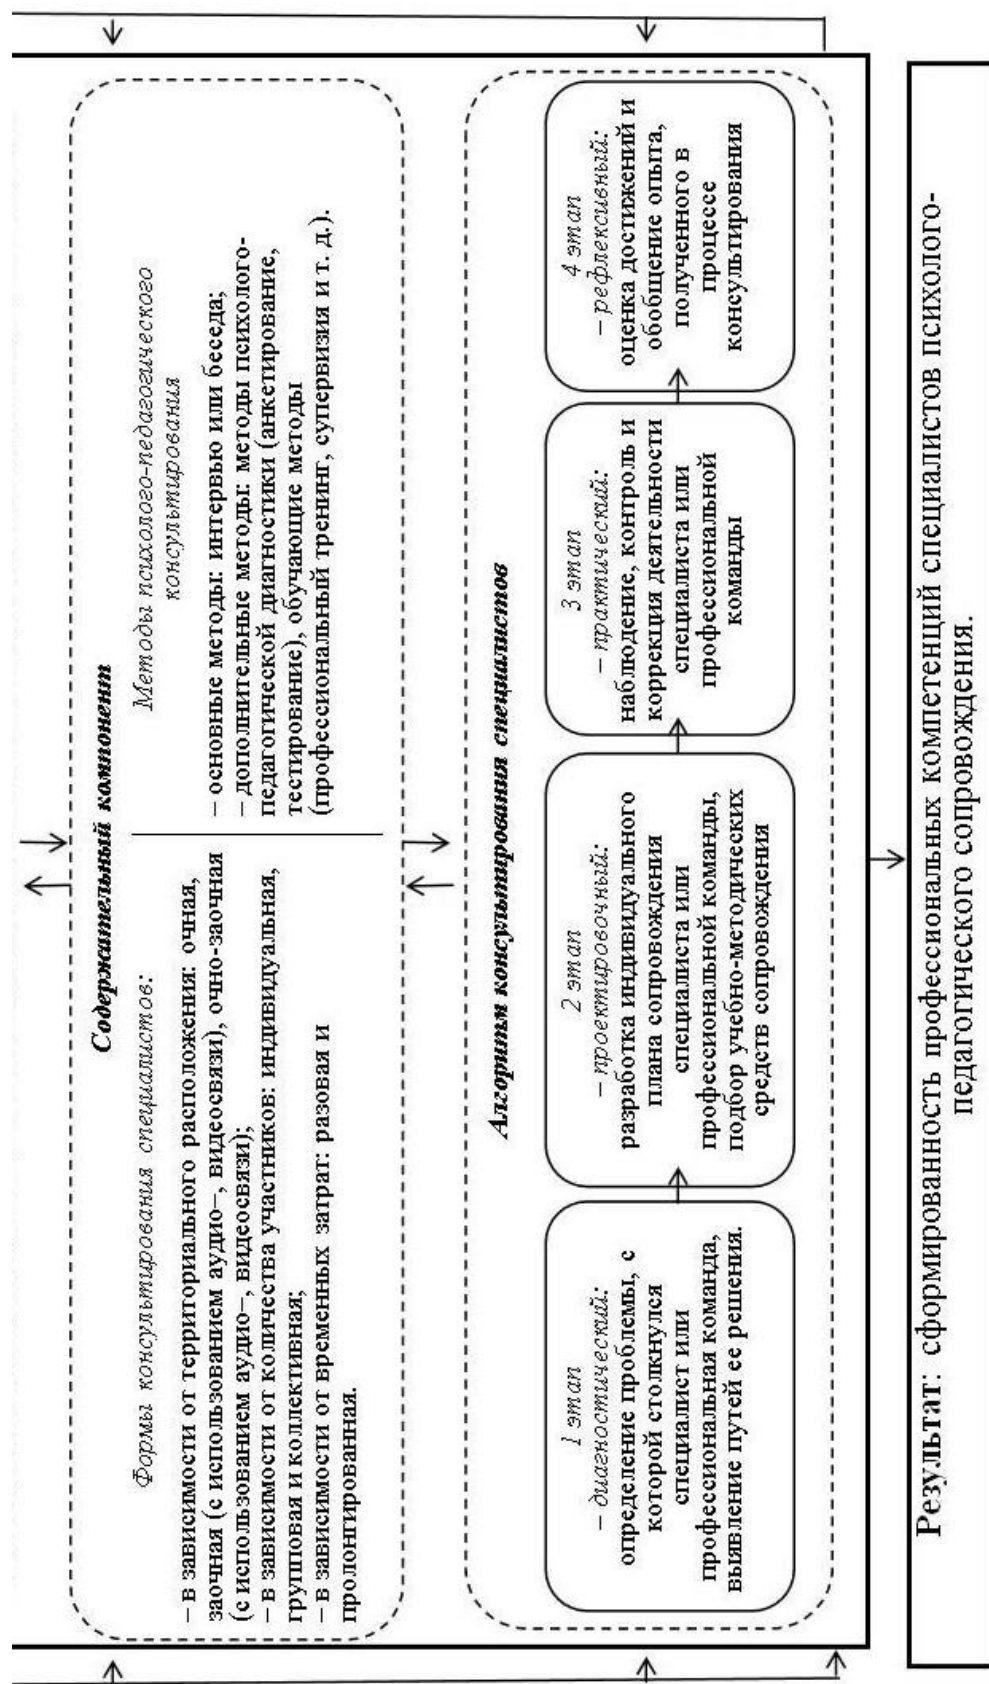 Содержательный компонент
Формы консультирования специалистов:
– в зависимости от территориального расположения: очная,
заочная (с использованием аудио–, видеосвязи), очно-заочная
(с использованием аудио–, видеосвязи);
– в зависимости от количества участников: индивидуальная,
групповая и коллективная;
– в зависимости от временных затрат: разовая и
пролонгированная.
Методы психолого-педагогического
консультирования
– основные методы: интервью или беседа;
– дополнительные методы: методы психолого-
педагогической диагностики (анкетирование,
тестирование), обучающие методы
(профессиональный тренинг, супервизия и т. д.).
Алгоритм консультирования специалистов
1 этап
– диагностический:
определение проблемы, с
которой столкнулся
специалист или
профессиональная команда,
выявление путей ее решения.
2 этап
– проектировочный:
разработка индивидуального
плана сопровождения
специалиста или
профессиональной команды,
подбор учебно-методических
средств сопровождения
3 этап
– практический:
наблюдение, контроль и
коррекция деятельности
специалиста или
профессиональной
команды
4 этап
– рефлексивный:
оценка достижений и
обобщение опыта,
полученного в
процессе
консультирования
Результат: сформированность профессиональных компетенций специалистов психолого-
педагогического сопровождения.